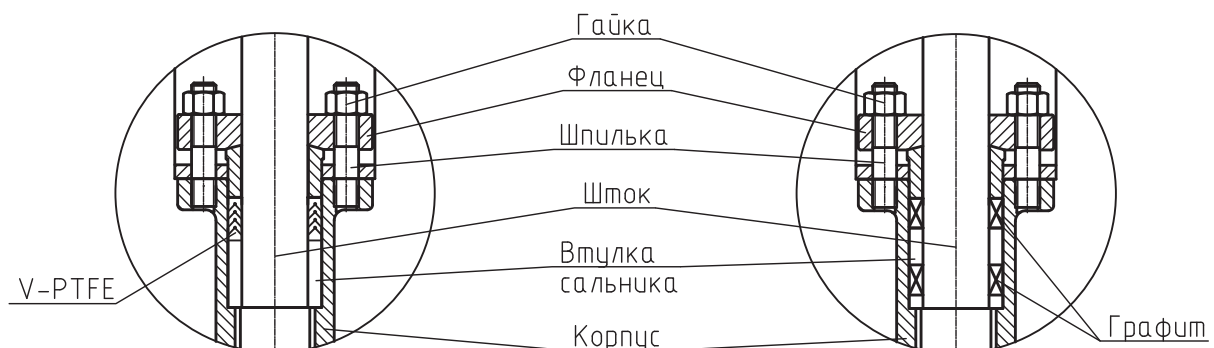 Гайка
Фланец
Шпилька
Шток
Втулка
сальника
V-PTFE
Корпус
Графит